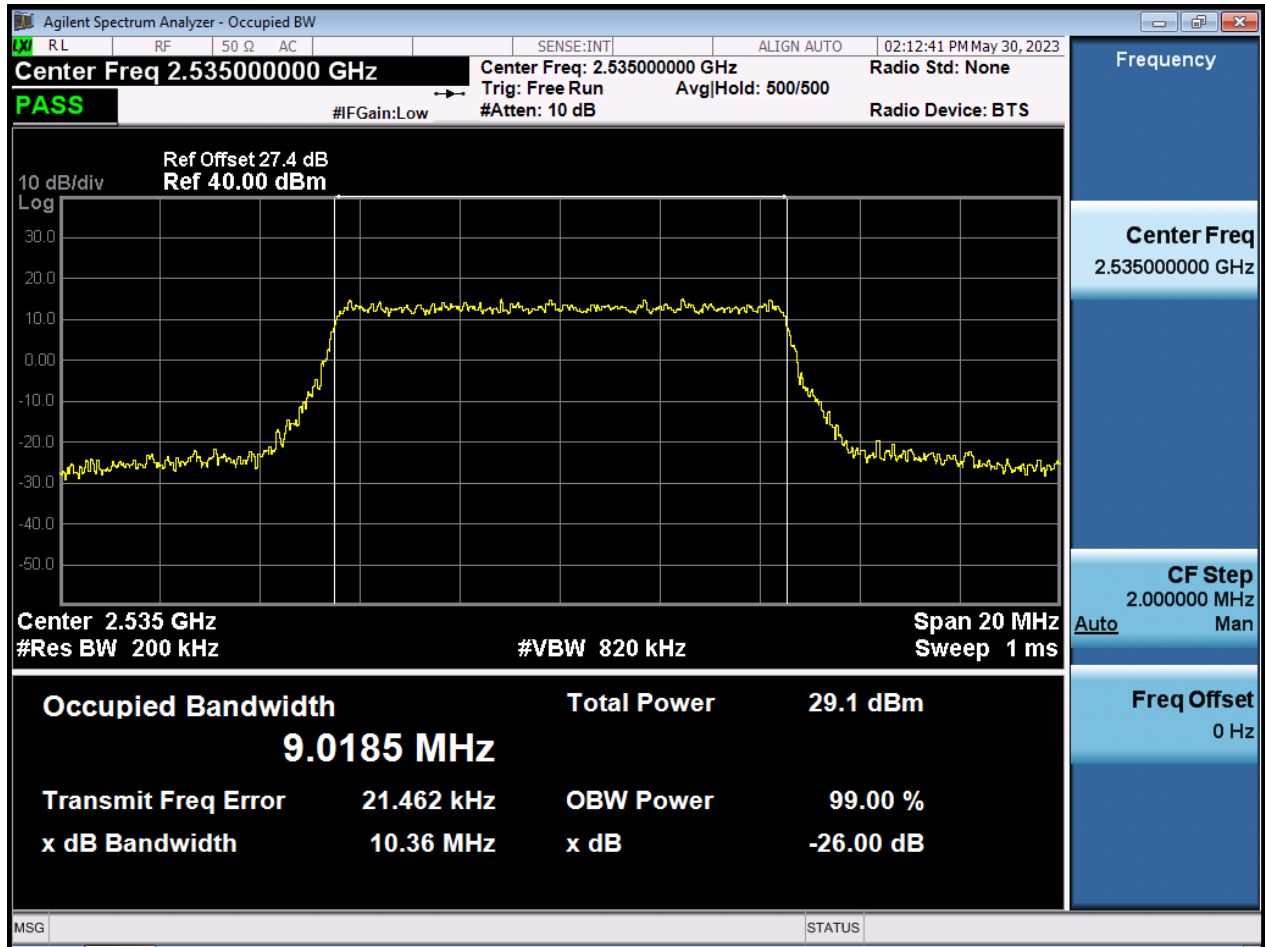 Agilent Spectrum Analyzer - Occupied BW
LXI RL RF 50 Ω AC SENSE:INT ALIGN AUTO 02:12:41 PM May 30, 2023
Center Freq 2.535000000 GHz
PASS
#IFGain:Low
Center Freq: 2.535000000 GHz
Trig: Free Run Avg|Hold: 500/500
#Atten: 10 dB
Radio Std: None
Radio Device: BTS
Ref Offset 27.4 dB
10 dB/div Ref 40.00 dBm
Log
30.0
20.0
10.0
0.00
-10.0
-20.0
-30.0
-40.0
-50.0
Center 2.535 GHz Span 20 MHz
#Res BW 200 kHz #VBW 820 kHz Sweep 1 ms
Occupied Bandwidth Total Power 29.1 dBm
9.0185 MHz
Transmit Freq Error 21.462 kHz OBW Power 99.00 %
x dB Bandwidth 10.36 MHz x dB -26.00 dB
MSG STATUS
Frequency
Center Freq
2.535000000 GHz
CF Step
2.000000 MHz
Auto Man
Freq Offset
0 Hz